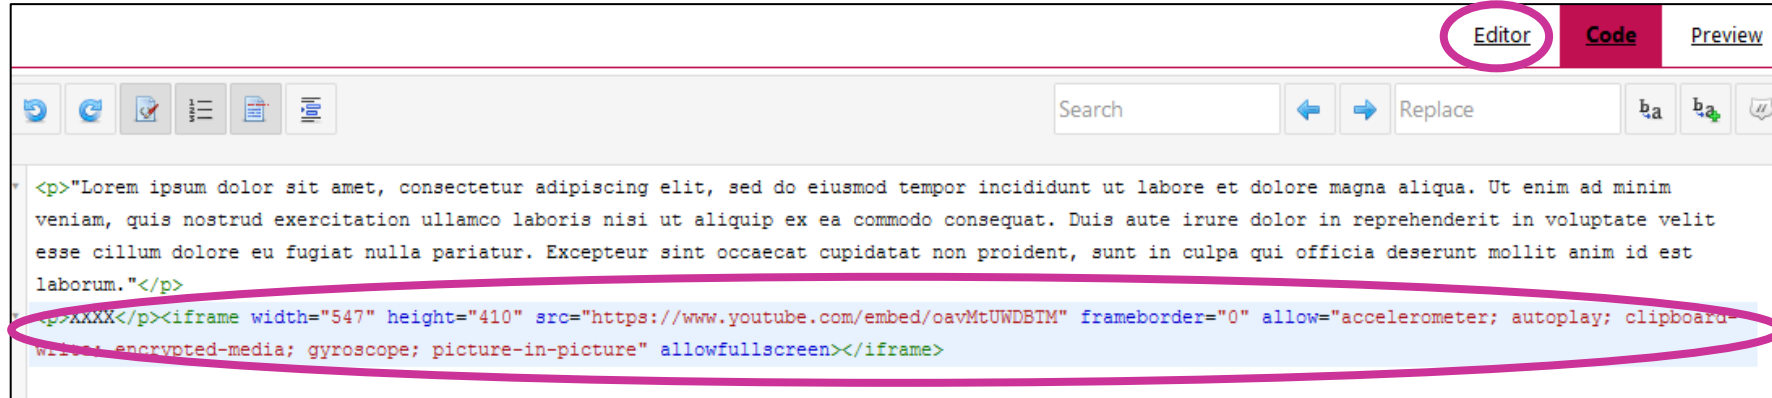 Editor Code Preview
Search Replace
<p>"Lorem ipsum dolor sit amet, consectetur adipiscing elit, sed do eiusmod tempor incididunt ut labore et dolore magna aliqua. Ut enim ad minim
veniam, quis nostrud exercitation ullamco laboris nisi ut aliquip ex ea commodo consequat. Duis aute irure dolor in reprehenderit in voluptate velit
esse cillum dolore eu fugiat nulla pariatur. Excepteur sint occaecat cupidatat non proident, sunt in culpa qui officia deserunt mollit anim id est
laborum."</p>
<p>XXXX</p><iframe width="547" height="410" src="https://www.youtube.com/embed/oavMtUWDBTM" frameborder="0" allow="accelerometer; autoplay; clipboard-
write; encrypted-media; gyroscope; picture-in-picture" allowfullscreen></iframe>